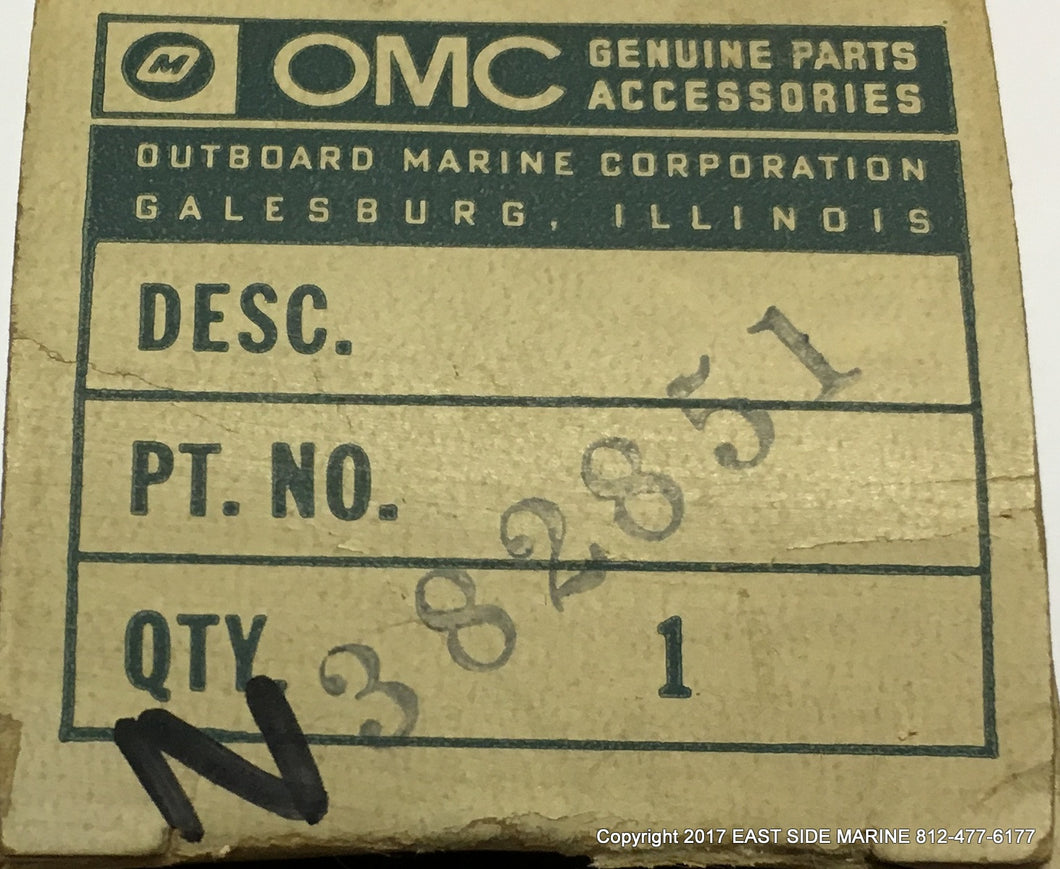 M OMC GENUINE PARTS
ACCESSORIES
OUTBOARD MARINE CORPORATION
GALESBURG, ILLINOIS
DESC.
PT. NO.
382851
QTY. 1
N
Copyright 2017 EAST SIDE MARINE 812-477-6177